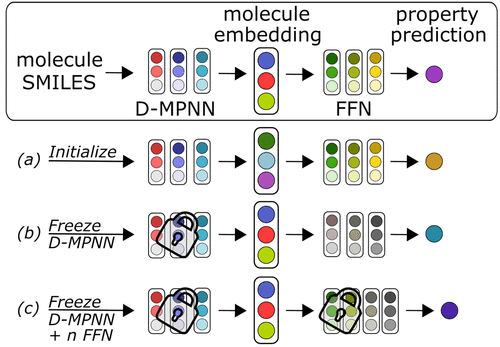 molecule
embedding
property
prediction
molecule
SMILES
D-MPNN
FFN
(a) Initialize
(b) Freeze
D-MPNN
(c) Freeze
D-MPNN
+ n FFN